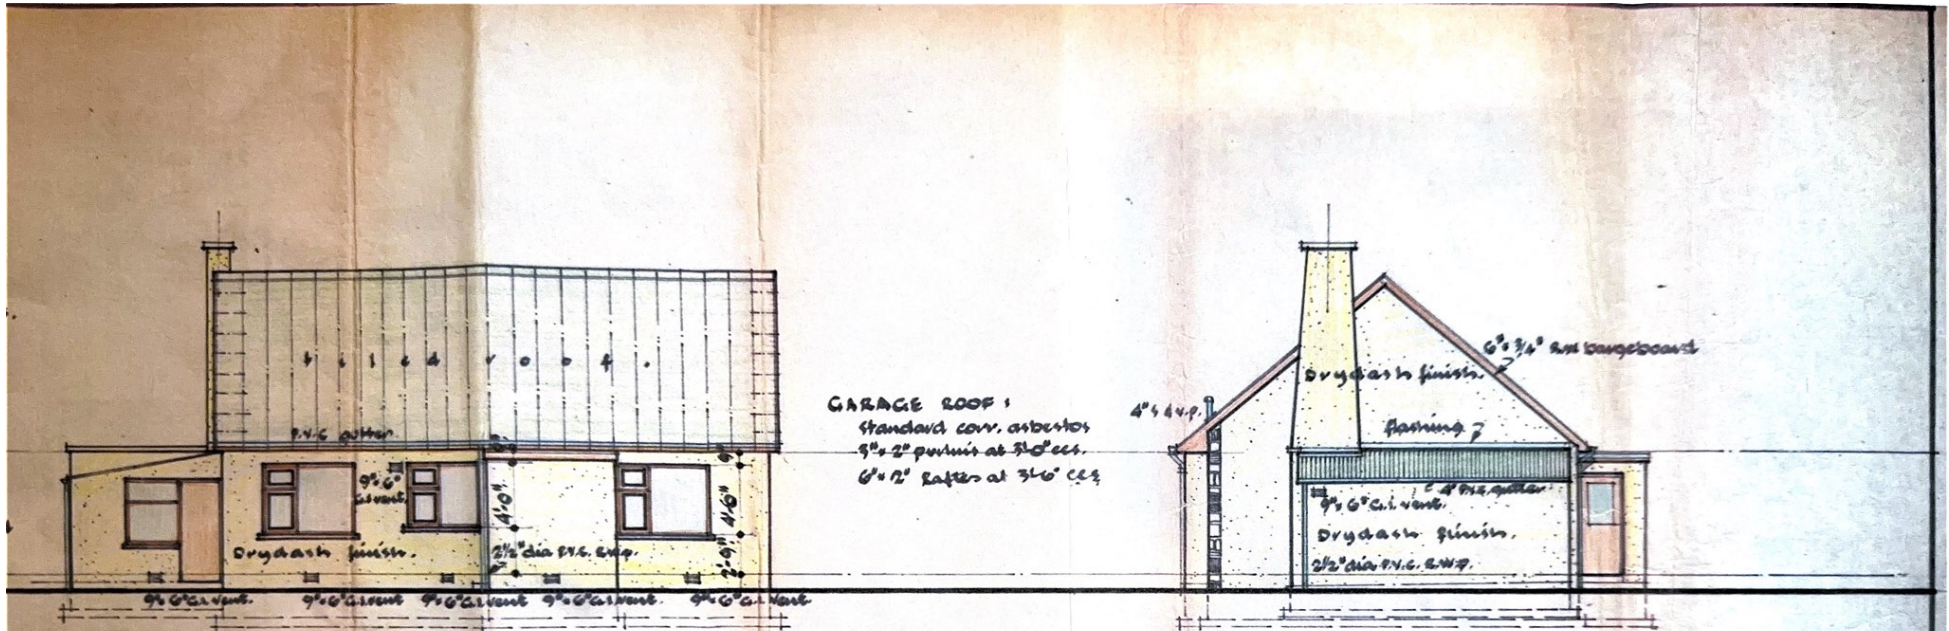 tiled roof.
P.V.C. gutter.
9"x 6"
C.I. vent.
Drydash finish.
2½" dia P.V.C. R.W.P.
4'-0"
9"
4'-6"
2'-9"
9"x 6" C.I. vent.
9"x 6" C.I. vent
9"x 6" C.I. vent
9"x 6" C.I. vent.
9"x 6" C.I. vent
GARAGE ROOF:
Standard corr. asbestos
3"x 2" purlins at 3'-0" ccs.
6"x 2" Rafters at 3'-6" ccs
6"x ¾" bargeboard
Drydash finish.
flashing
4" P.V.C. gutter
9"x 6" C.I. vent.
Drydash finish.
2½" dia P.V.C. R.W.P.